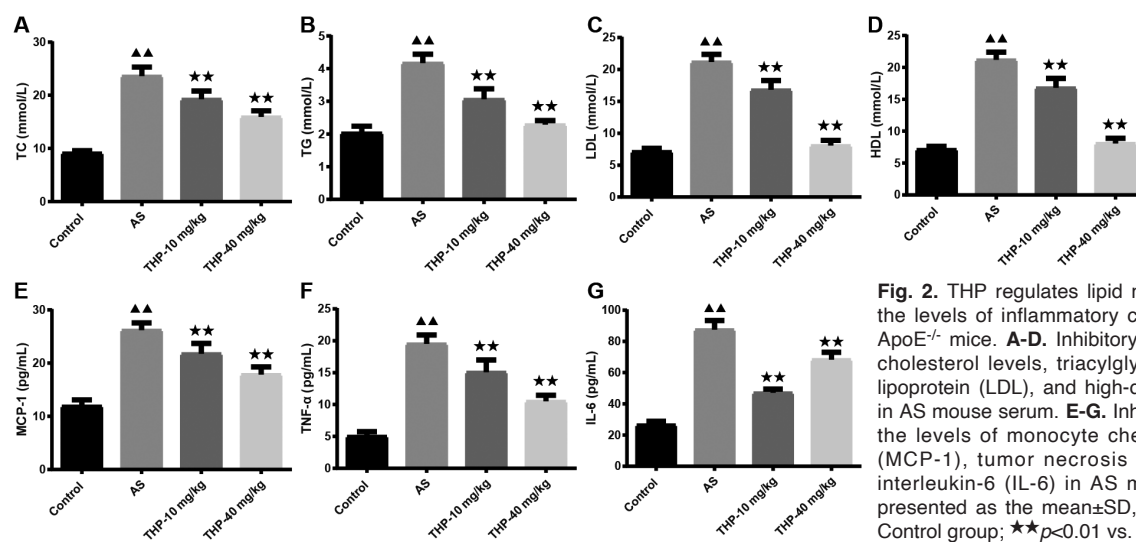 A
TC (mmol/L)
30
20
10
0
▲▲
★★
★★
Control
AS
THP-10 mg/kg
THP-40 mg/kg
B
TG (mmol/L)
5
4
3
2
1
0
▲▲
★★
★★
Control
AS
THP-10 mg/kg
THP-40 mg/kg
C
LDL (mmol/L)
25
20
15
10
5
0
▲▲
★★
★★
Control
AS
THP-10 mg/kg
THP-40 mg/kg
D
HDL (mmol/L)
25
20
15
10
5
0
▲▲
★★
★★
Control
AS
THP-10 mg/kg
THP-40 mg/kg
E
MCP-1 (pg/mL)
30
20
10
0
▲▲
★★
★★
Control
AS
THP-10 mg/kg
THP-40 mg/kg
F
TNF-α (pg/mL)
25
20
15
10
5
0
▲▲
★★
★★
Control
AS
THP-10 mg/kg
THP-40 mg/kg
G
IL-6 (pg/mL)
100
80
60
40
20
0
▲▲
★★
★★
Control
AS
THP-10 mg/kg
THP-40 mg/kg
Fig. 2. THP regulates lipid
the levels of inflammatory
ApoE-/- mice. A-D. Inhibitory
cholesterol levels,
lipoprotein (LDL), and
in AS mouse serum. E-G.
the levels of monocyte
(MCP-1), tumor necrosis
interleukin-6 (IL-6) in AS
presented as the mean±SD,
Control group; ★★p<0.01 vs.